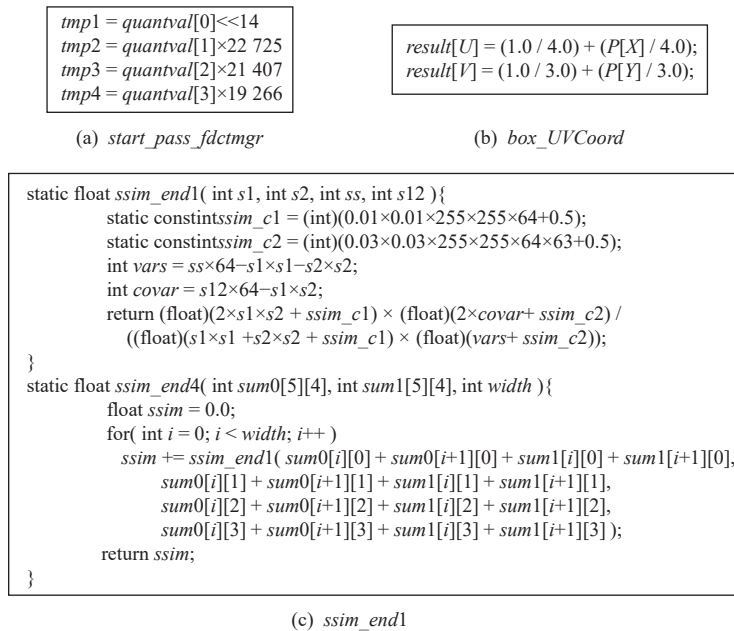 tmp1 = quantval[0]<<14
tmp2 = quantval[1]×22 725
tmp3 = quantval[2]×21 407
tmp4 = quantval[3]×19 266
(a) start_pass_fdctmgr
result[U] = (1.0 / 4.0) + (P[X] / 4.0);
result[V] = (1.0 / 3.0) + (P[Y] / 3.0);
(b) box_UVCoord
static float ssim_end1( int s1, int s2, int ss, int s12 ){
static constintssim_c1 = (int)(0.01×0.01×255×255×64+0.5);
static constintssim_c2 = (int)(0.03×0.03×255×255×64×63+0.5);
int vars = ss×64−s1×s1−s2×s2;
int covar = s12×64−s1×s2;
return (float)(2×s1×s2 + ssim_c1) × (float)(2×covar+ ssim_c2) /
((float)(s1×s1 +s2×s2 + ssim_c1) × (float)(vars+ ssim_c2));
}
static float ssim_end4( int sum0[5][4], int sum1[5][4], int width ){
float ssim = 0.0;
for( int i = 0; i < width; i++ )
ssim += ssim_end1( sum0[i][0] + sum0[i+1][0] + sum1[i][0] + sum1[i+1][0],
sum0[i][1] + sum0[i+1][1] + sum1[i][1] + sum1[i+1][1],
sum0[i][2] + sum0[i+1][2] + sum1[i][2] + sum1[i+1][2],
sum0[i][3] + sum0[i+1][3] + sum1[i][3] + sum1[i+1][3] );
return ssim;
}
(c) ssim_end1